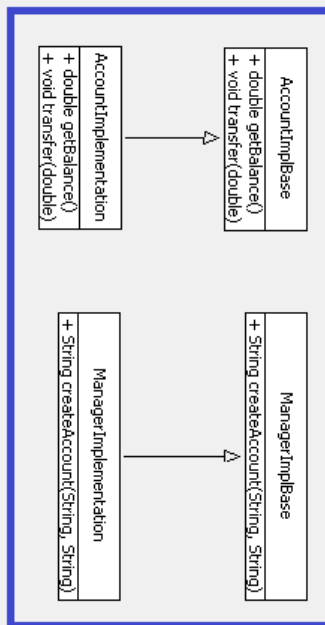 AccountImplBase
+ double getBalance()
+ void transfer(double)
ManagerImplBase
+ String createAccount(String, String)
AccountImplementation
+ double getBalance()
+ void transfer(double)
ManagerImplementation
+ String createAccount(String, String)